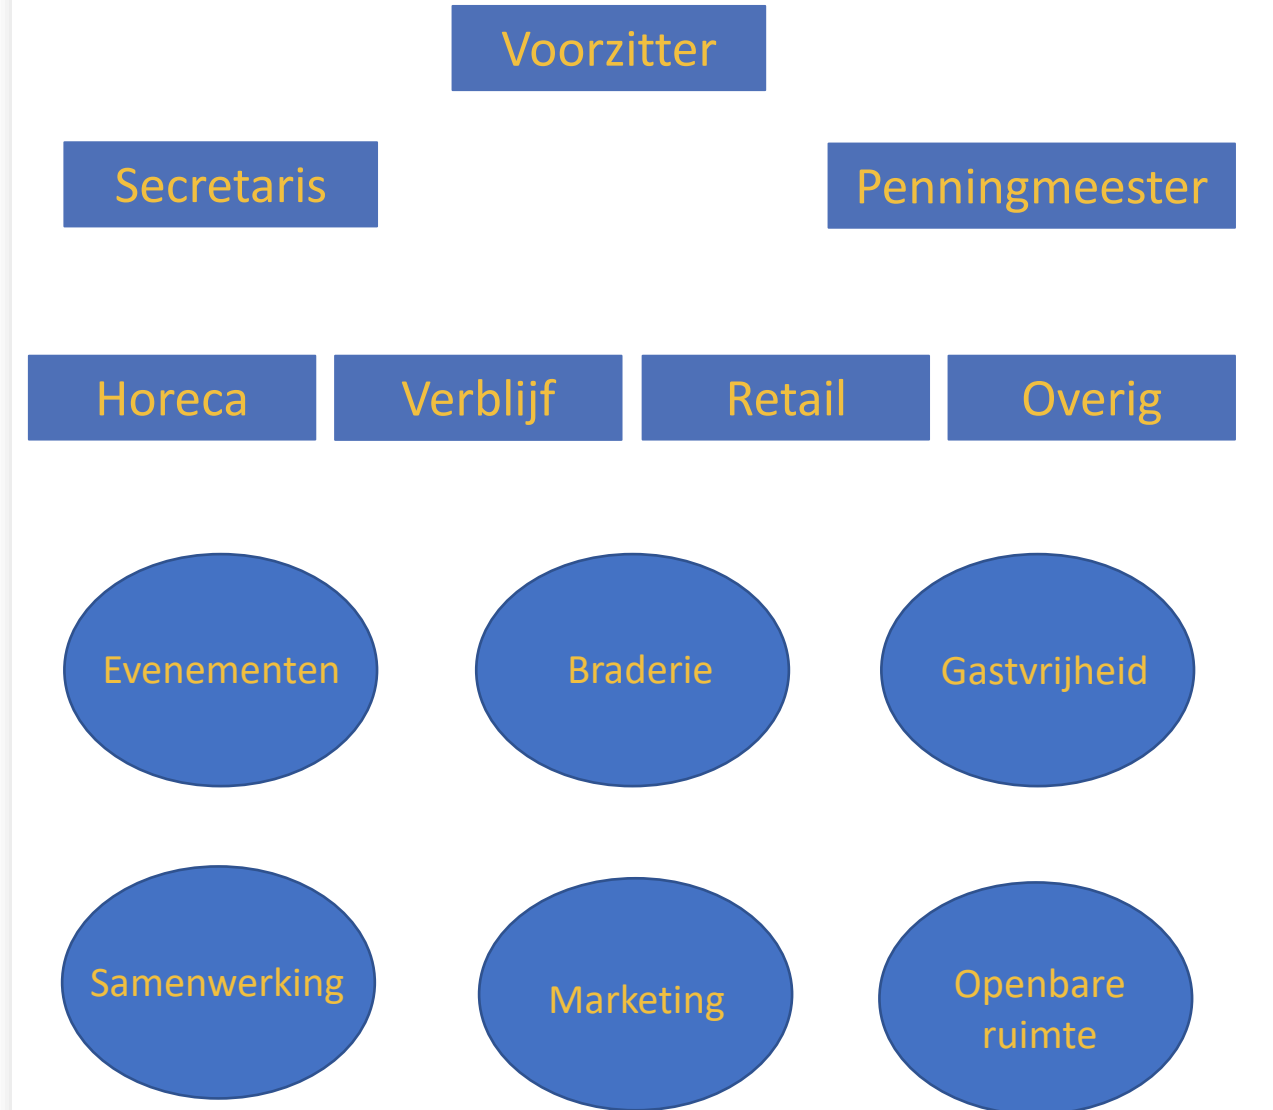 Voorzitter
Secretaris
Penningmeester
Horeca
Verblijf
Retail
Overig
Evenementen
Braderie
Gastvrijheid
Samenwerking
Marketing
Openbare
ruimte